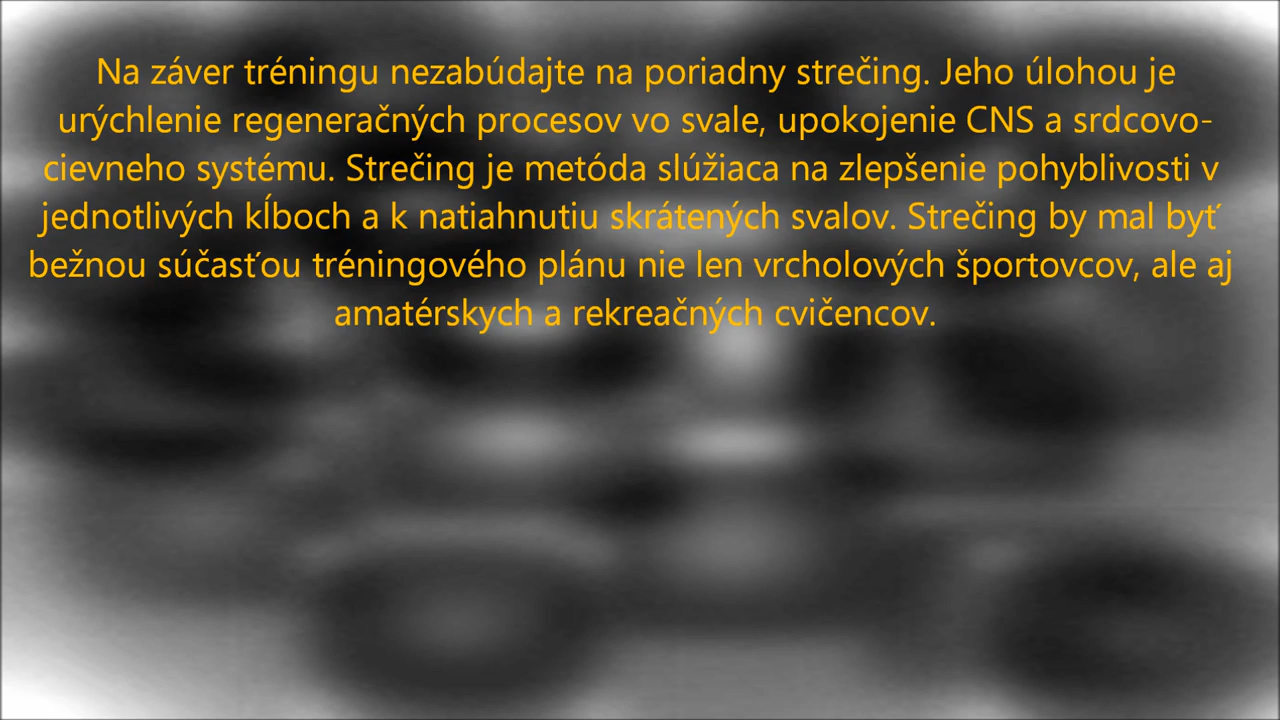 Na záver tréningu nezabúdajte na poriadny strečing. Jeho úlohou je
urýchlenie regeneračných procesov vo svale, upokojenie CNS a srdcovo-
cievneho systému. Strečing je metóda slúžiaca na zlepšenie pohyblivosti v
jednotlivých kĺboch a k natiahnutiu skrátených svalov. Strečing by mal byť
bežnou súčasťou tréningového plánu nie len vrcholových športovcov, ale aj
amatérskych a rekreačných cvičencov.